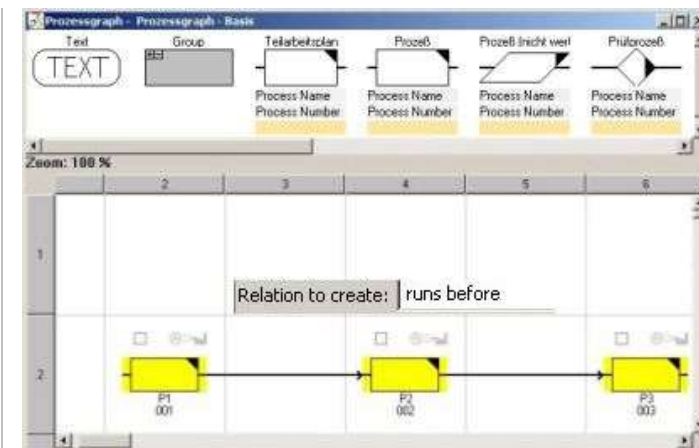 Prozessgraph - Prozessgraph - Basis
Text
Group
Teilarbeitsplan
Prozeß
Prozeß (nicht wert
Prüfprozeß
TEXT
Process Name
Process Name
Process Name
Process Name
Process Number
Process Number
Process Number
Process Number
Zoom: 100 %
2
3
4
5
6
1
Relation to create: runs before
2
P1
P2
P3
001
002
003